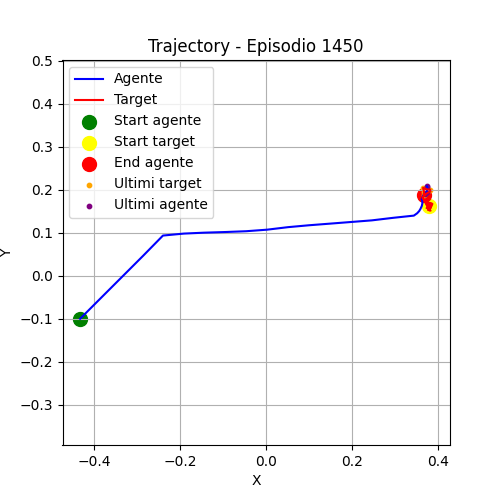 Trajectory - Episodio 1450
Agente
Target
Start agente
Start target
End agente
Ultimi target
Ultimi agente
0.5
0.4
0.3
0.2
0.1
0.0
−0.1
−0.2
−0.3
Y
−0.4
−0.2
0.0
0.2
0.4
X